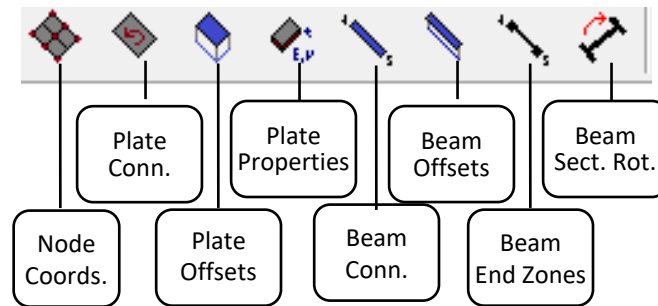 t
E,ν
J
S
J
S
Plate
Conn.
Plate
Properties
Beam
Offsets
Beam
Sect. Rot.
Node
Coords.
Plate
Offsets
Beam
Conn.
Beam
End Zones